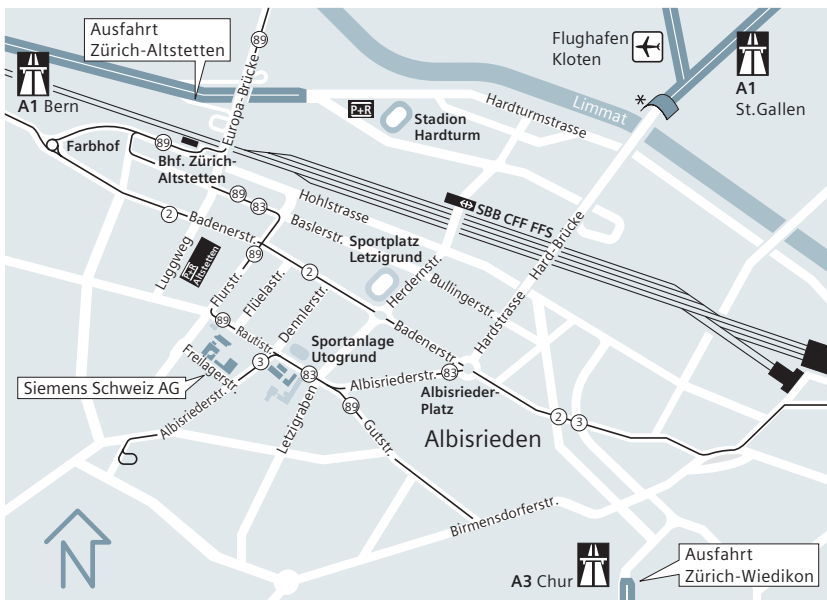 Ausfahrt
Zürich-Altstetten
89
A1 Bern
Europa-Brücke
Flughafen
Kloten
A1
St.Gallen
*
Limmat
P+R
Stadion
Hardturm
Hardturmstrasse
Farbhof
89
Bhf. Zürich-
Altstetten
89
83
Hohlstrasse
SBB CFF FFS
2
Badenerstr.
Baslerstr.
Sportplatz
Letzigrund
Hard-Brücke
Luggweg
P+R
Altstetten
89
Flurstr.
Flüelastr.
2
Dennlerstr.
Herdernstr.
Bullingerstr.
Hardstrasse
89
Rautistr.
Sportanlage
Utogrund
Badenerstr.
Freilagerstr.
3
83
Albisriederstr.
83
Siemens Schweiz AG
Albisriederstr.
89
Albisrieder-
Platz
2
3
Letzigraben
Gutstr.
Albisrieden
Birmensdorferstr.
N
A3 Chur
Ausfahrt
Zürich-Wiedikon